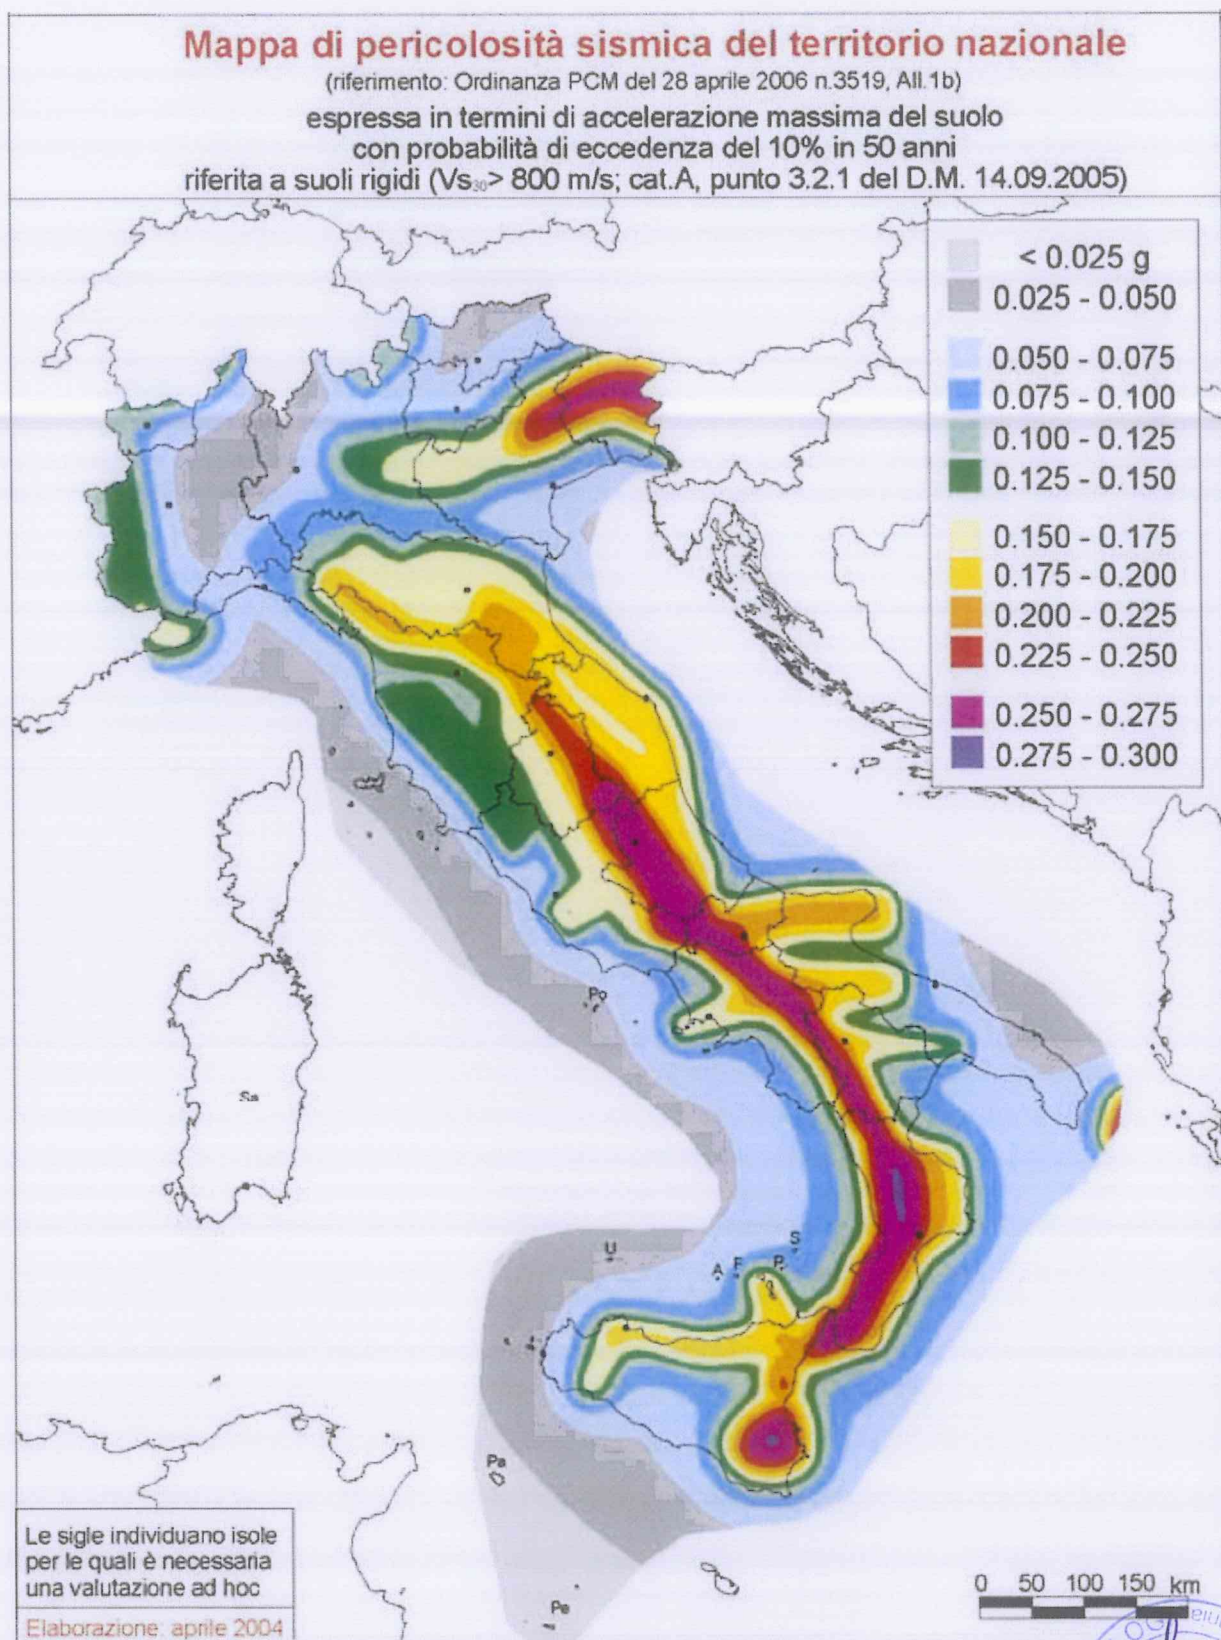 Mappa di pericolosità sismica del territorio nazionale
(riferimento: Ordinanza PCM del 28 aprile 2006 n.3519, All.1b)
espressa in termini di accelerazione massima del suolo
con probabilità di eccedenza del 10% in 50 anni
riferita a suoli rigidi (Vs30> 800 m/s; cat.A, punto 3.2.1 del D.M. 14.09.2005)
< 0.025 g
0.025 - 0.050
0.050 - 0.075
0.075 - 0.100
0.100 - 0.125
0.125 - 0.150
0.150 - 0.175
0.175 - 0.200
0.200 - 0.225
0.225 - 0.250
0.250 - 0.275
0.275 - 0.300
Po
Sa
S
U
A F P
Pa
Pe
Le sigle individuano isole
per le quali è necessaria
una valutazione ad hoc
Elaborazione: aprile 2004
0 50 100 150 km